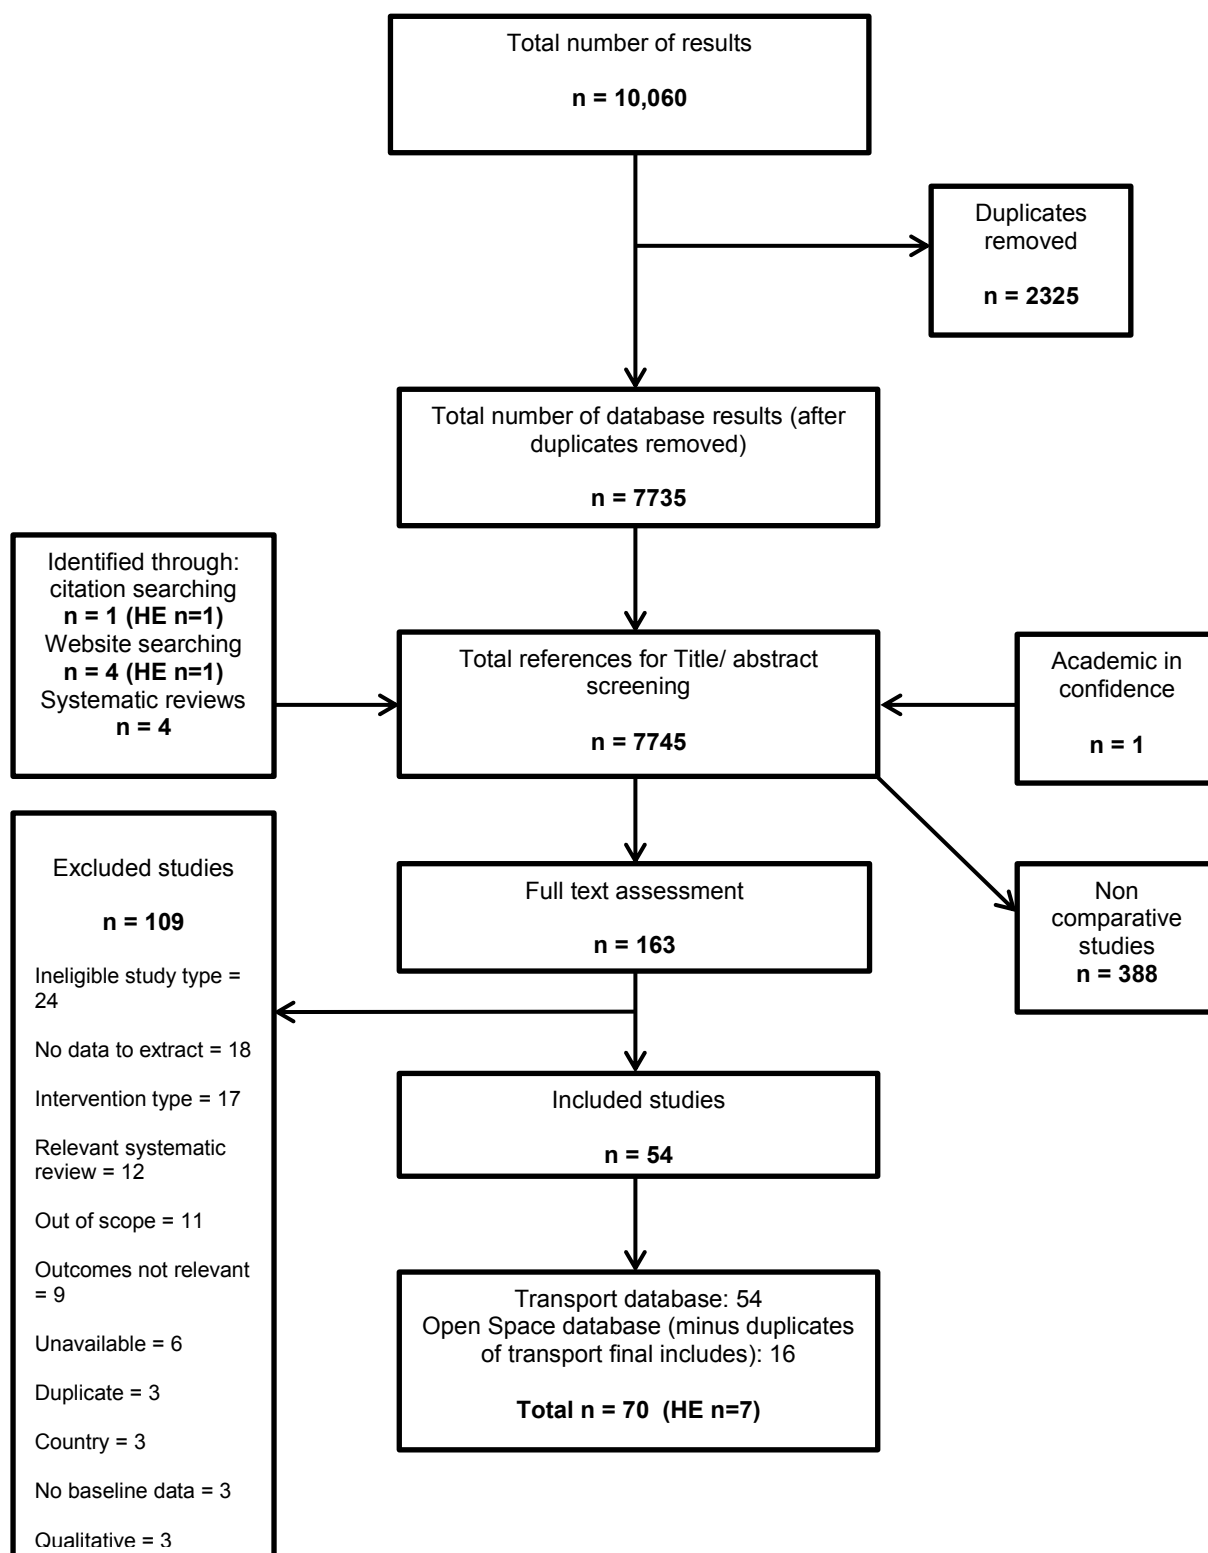 Total number of results
n = 10,060
Duplicates
removed
n = 2325
Total number of database results (after
duplicates removed)
n = 7735
Identified through:
citation searching
n = 1 (HE n=1)
Website searching
n = 4 (HE n=1)
Systematic reviews
n = 4
Total references for Title/ abstract
screening
n = 7745
Academic in
confidence
n = 1
Non
comparative
studies
n = 388
Full text assessment
n = 163
Excluded studies
n = 109
Ineligible study type =
24
No data to extract = 18
Intervention type = 17
Relevant systematic
review = 12
Out of scope = 11
Outcomes not relevant
= 9
Unavailable = 6
Duplicate = 3
Country = 3
No baseline data = 3
Qualitative = 3
Included studies
n = 54
Transport database: 54
Open Space database (minus duplicates
of transport final includes): 16
Total n = 70  (HE n=7)